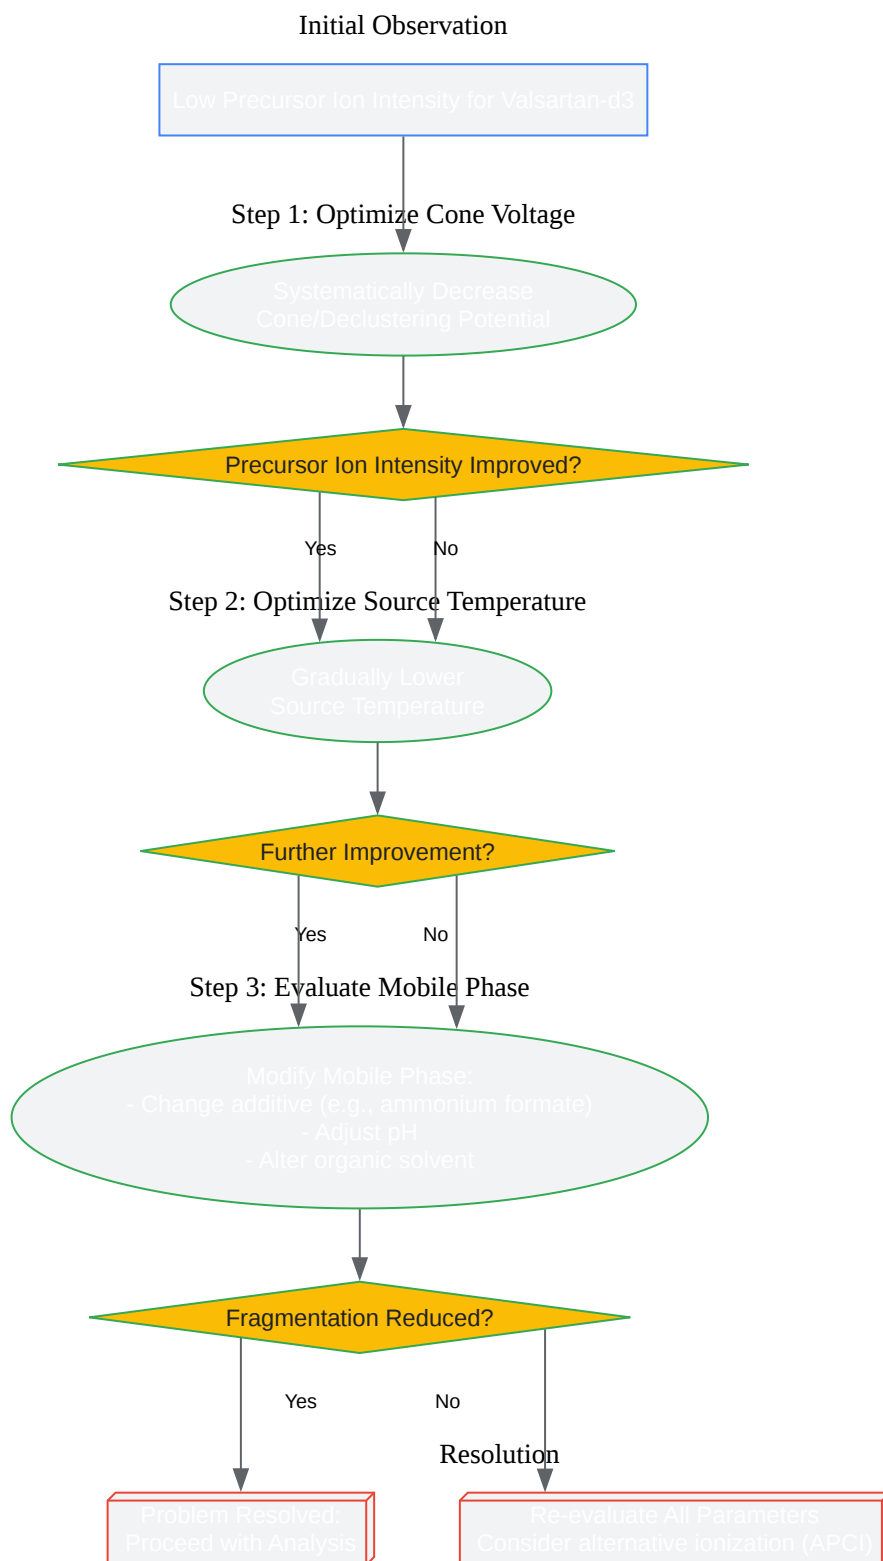 Initial Observation
Low Precursor Ion Intensity for Valsartan-d3
Step 1: Optimize Cone Voltage
Systematically Decrease
Cone/Declustering Potential
Precursor Ion Intensity Improved?
Yes
No
Step 2: Optimize Source Temperature
Gradually Lower
Source Temperature
Further Improvement?
Yes
No
Step 3: Evaluate Mobile Phase
Modify Mobile Phase:
- Change additive (e.g., ammonium formate)
- Adjust pH
- Alter organic solvent
Fragmentation Reduced?
Yes
No
Resolution
Problem Resolved:
Proceed with Analysis
Re-evaluate All Parameters
Consider alternative ionization (APCI)